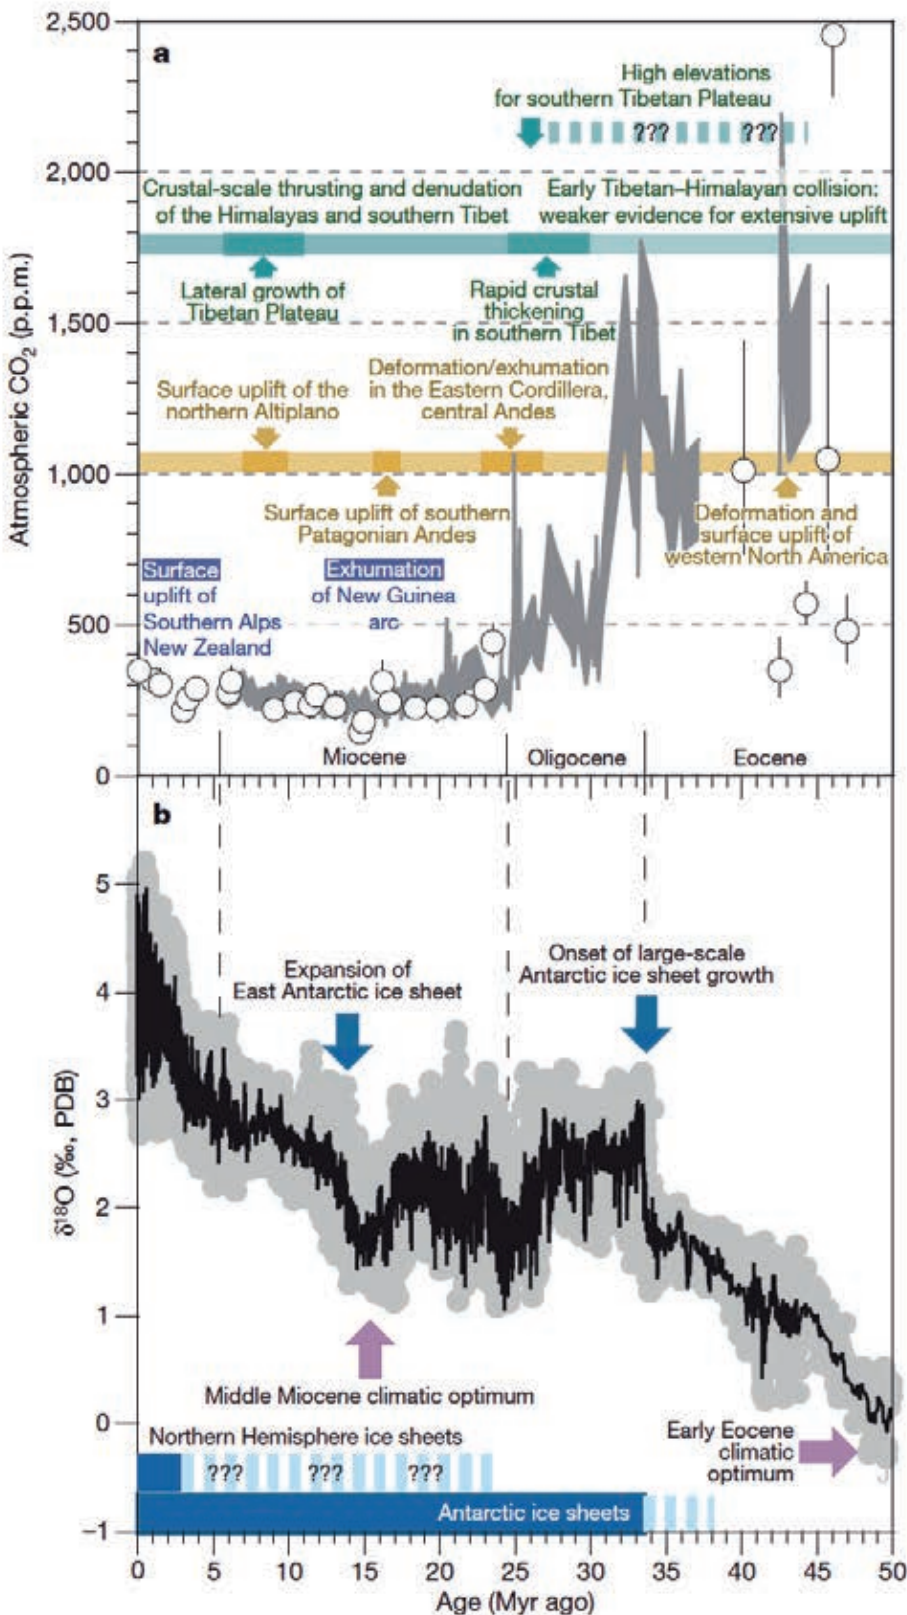 2,500
a
High elevations
for southern Tibetan Plateau
??? ???
2,000
Crustal-scale thrusting and denudation
of the Himalayas and southern Tibet
Early Tibetan–Himalayan collision:
weaker evidence for extensive uplift
Lateral growth of
Tibetan Plateau
Rapid crustal
thickening
in southern Tibet
1,500
Atmospheric CO₂ (p.p.m.)
Surface uplift of the
northern Altiplano
Deformation/exhumation
in the Eastern Cordillera,
central Andes
1,000
Surface uplift of southern
Patagonian Andes
Deformation and
surface uplift of
western North America
Surface
uplift of
Southern Alps
New Zealand
Exhumation
of New Guinea
arc
500
Miocene
Oligocene
Eocene
0
b
5
Expansion of
East Antarctic ice sheet
Onset of large-scale
Antarctic ice sheet growth
4
3
δ¹⁸O (‰, PDB)
2
1
Middle Miocene climatic optimum
0
Early Eocene
climatic
optimum
Northern Hemisphere ice sheets
??? ??? ???
Antarctic ice sheets
–1
0 5 10 15 20 25 30 35 40 45 50
Age (Myr ago)